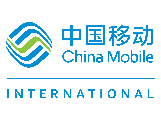 中国移动
China Mobile
INTERNATIONAL